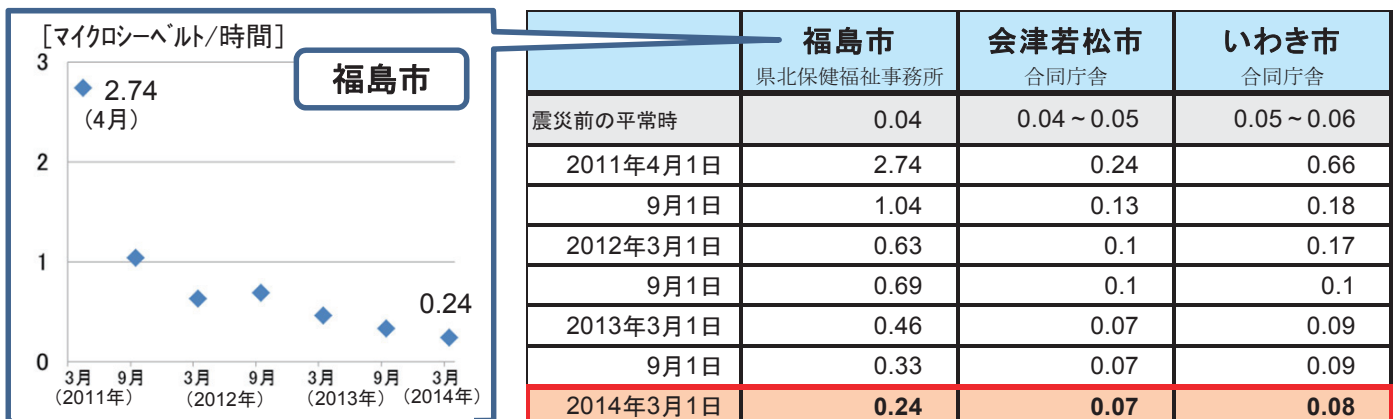 [マイクロシーベルト/時間]
福島市
3
2
1
0
2.74
(4月)
0.24
3月 9月 3月 9月 3月 9月 3月
(2011年) (2012年) (2013年) (2014年)
福島市 会津若松市 いわき市
県北保健福祉事務所 合同庁舎 合同庁舎
震災前の平常時 0.04 0.04～0.05 0.05～0.06
2011年4月1日 2.74 0.24 0.66
9月1日 1.04 0.13 0.18
2012年3月1日 0.63 0.1 0.17
9月1日 0.69 0.1 0.1
2013年3月1日 0.46 0.07 0.09
9月1日 0.33 0.07 0.09
2014年3月1日 0.24 0.07 0.08